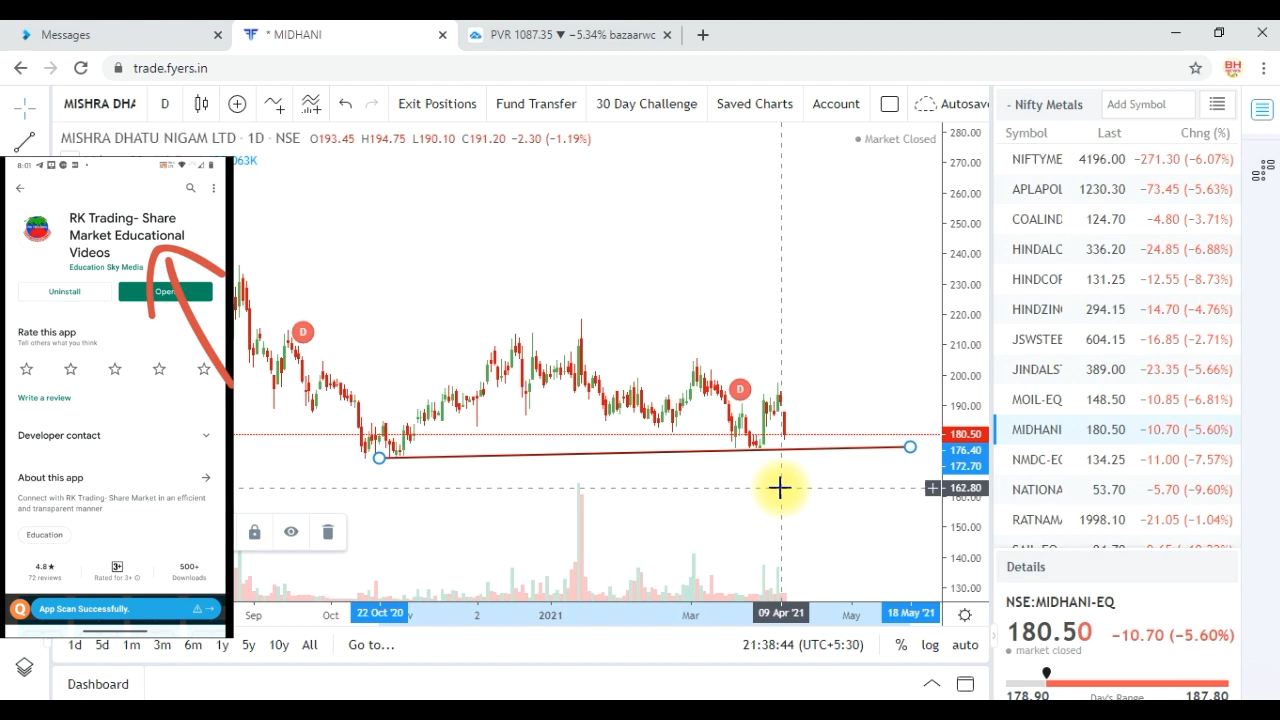 Messages
* MIDHANI
PVR 1087.35 ▼ −5.34% bazaarwc
trade.fyers.in
BH
MISHRA DHA
D
Exit Positions
Fund Transfer
30 Day Challenge
Saved Charts
Account
Autosav
MISHRA DHATU NIGAM LTD · 1D · NSE O193.45 H194.75 L190.10 C191.20 −2.30 (−1.19%)
Market Closed
063K
8:01
RK Trading- Share
Market Educational
Videos
Education Sky Media
Uninstall
Open
Rate this app
Tell others what you think
Write a review
Developer contact
About this app
Connect with RK Trading- Share Market in an efficient
and transparent manner
Education
4.8★
72 reviews
3+
Rated for 3+
500+
Downloads
Q App Scan Successfully.
D
D
280.00
270.00
260.00
250.00
240.00
230.00
220.00
210.00
200.00
190.00
180.50
176.40
172.70
162.80
160.00
150.00
140.00
130.00
Sep
Oct
22 Oct '20
2
2021
Mar
09 Apr '21
May
18 May '21
1d 5d 1m 3m 6m 1y 5y 10y All
Go to...
21:38:44 (UTC+5:30)
% log auto
Dashboard
- Nifty Metals
Add Symbol
Symbol Last Chng (%)
NIFTYME 4196.00 −271.30 (−6.07%)
APLAPOL 1230.30 −73.45 (−5.63%)
COALIND 124.70 −4.80 (−3.71%)
HINDALC 336.20 −24.85 (−6.88%)
HINDCOF 131.25 −12.55 (−8.73%)
HINDZIN 294.15 −14.70 (−4.76%)
JSWSTEE 604.15 −16.85 (−2.71%)
JINDALST 389.00 −23.35 (−5.66%)
MOIL-EQ 148.50 −10.85 (−6.81%)
MIDHANI 180.50 −10.70 (−5.60%)
NMDC-EC 134.25 −11.00 (−7.57%)
NATIONA 53.70 −5.70 (−9.60%)
RATNAM 1998.10 −21.05 (−1.04%)
Details
NSE:MIDHANI-EQ
180.50 −10.70 (−5.60%)
market closed
178.90 Day's Range 187.80